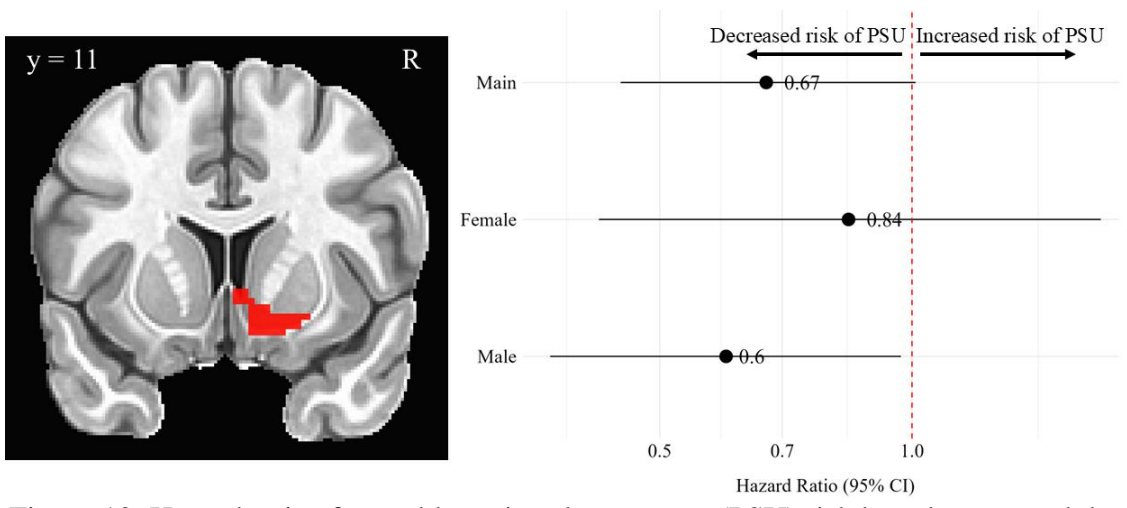 y = 11
R
Decreased risk of PSU
Increased risk of PSU
Main
0.67
Female
0.84
Male
0.6
0.5
0.7
1.0
Hazard Ratio (95% CI)